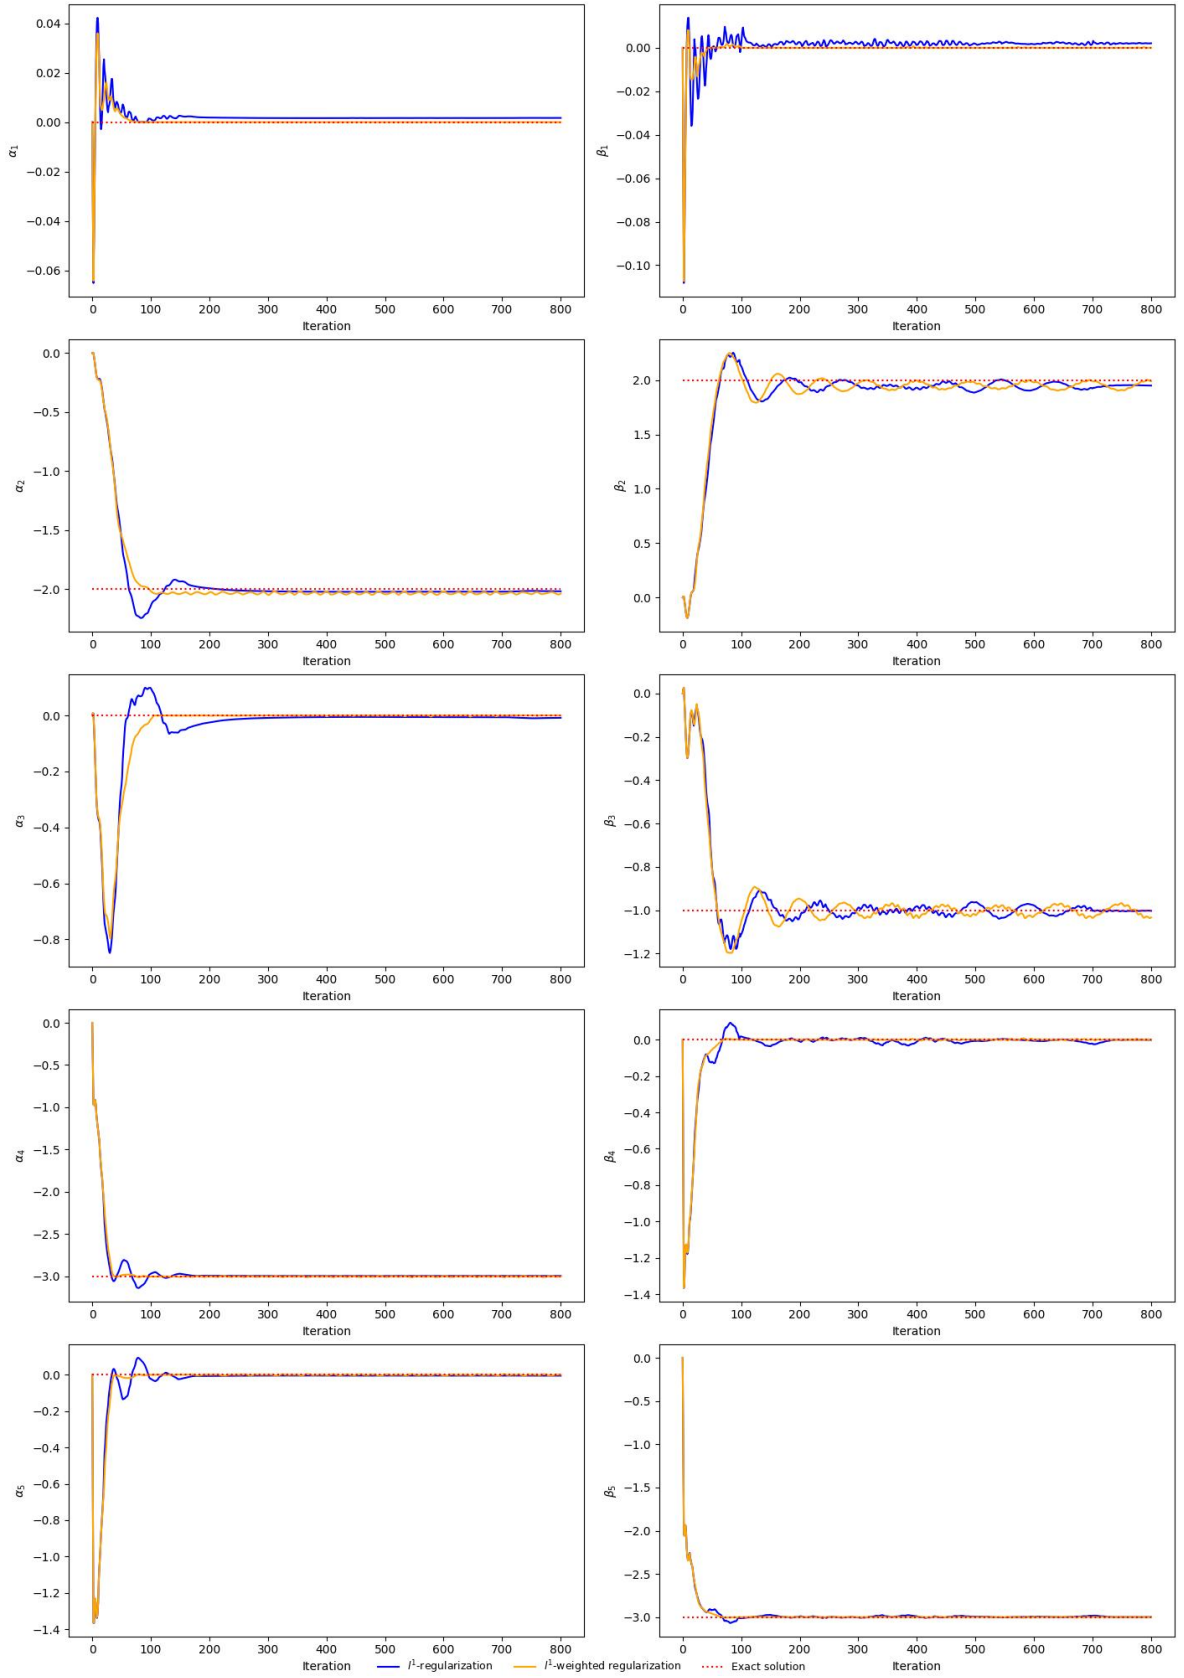 0.04
0.02
0.00
−0.02
−0.04
−0.06
α₁
0 100 200 300 400 500 600 700 800
Iteration
0.00
−0.02
−0.04
−0.06
−0.08
−0.10
β₁
0 100 200 300 400 500 600 700 800
Iteration
0.0
−0.5
−1.0
−1.5
−2.0
α₂
0 100 200 300 400 500 600 700 800
Iteration
2.0
1.5
1.0
0.5
0.0
β₂
0 100 200 300 400 500 600 700 800
Iteration
0.0
−0.2
−0.4
−0.6
−0.8
α₃
0 100 200 300 400 500 600 700 800
Iteration
0.0
−0.2
−0.4
−0.6
−0.8
−1.0
−1.2
β₃
0 100 200 300 400 500 600 700 800
Iteration
0.0
−0.5
−1.0
−1.5
−2.0
−2.5
−3.0
α₄
0 100 200 300 400 500 600 700 800
Iteration
0.0
−0.2
−0.4
−0.6
−0.8
−1.0
−1.2
−1.4
β₄
0 100 200 300 400 500 600 700 800
Iteration
0.0
−0.2
−0.4
−0.6
−0.8
−1.0
−1.2
−1.4
α₅
0 100 200 300 400 500 600 700 800
Iteration
0.0
−0.5
−1.0
−1.5
−2.0
−2.5
−3.0
β₅
0 100 200 300 400 500 600 700 800
Iteration
l¹-regularization l¹-weighted regularization Exact solution